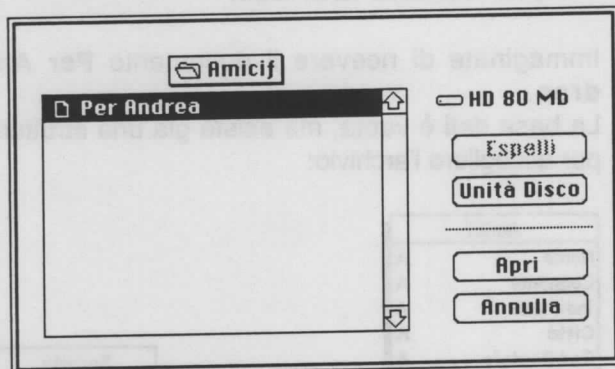 Amicif
Per Andrea
HD 80 Mb
Espelli
Unità Disco
Apri
Annulla